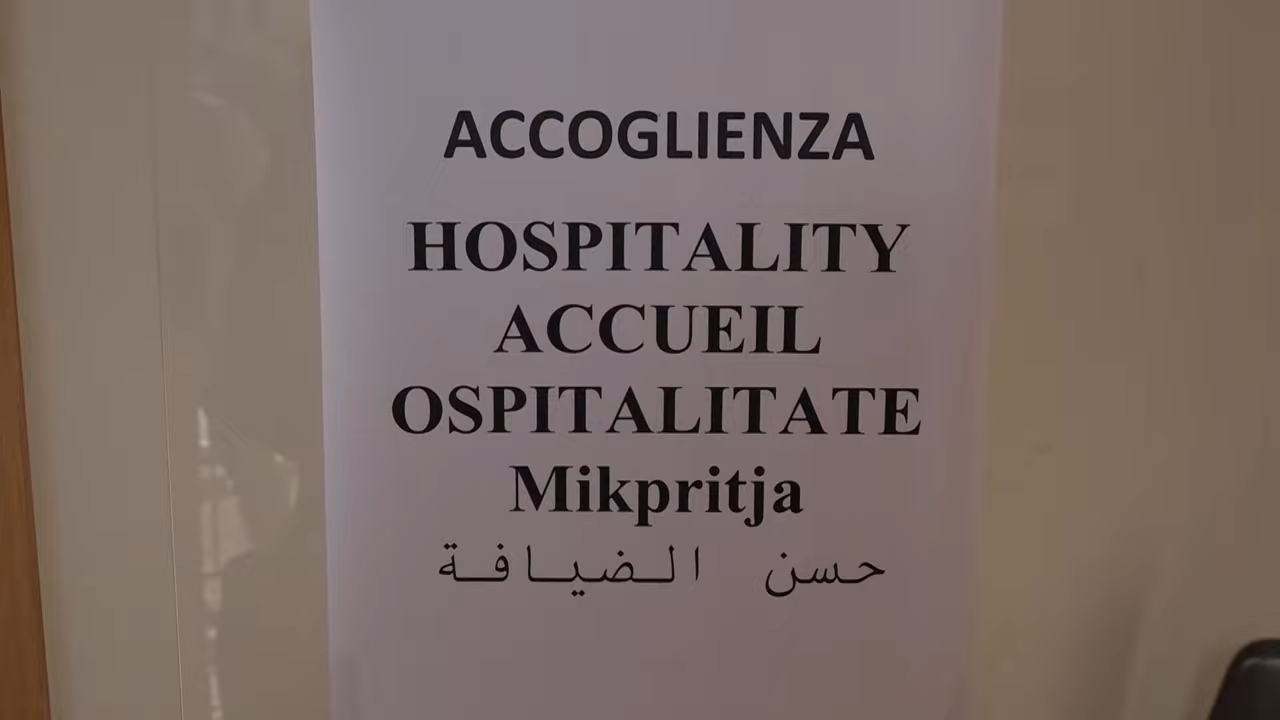 ACCOGLIENZA
HOSPITALITY
ACCUEIL
OSPITALITATE
Mikpritja
حسن الضيافة